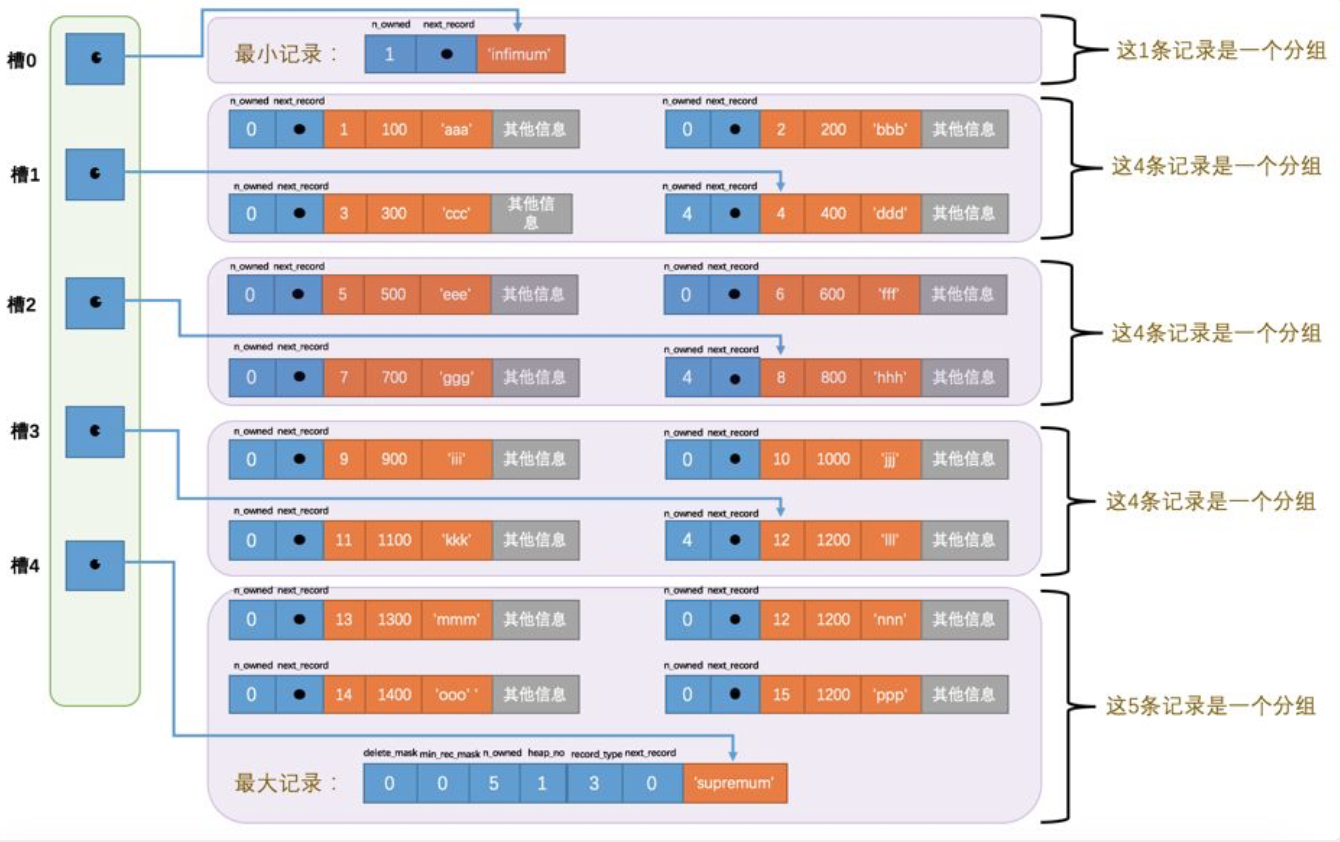 槽0
n_owned next_record
最小记录：
1
'infimum'
这1条记录是一个分组
n_owned next_record
0 1 100 'aaa' 其他信息
n_owned next_record
0 2 200 'bbb' 其他信息
槽1
n_owned next_record
0 3 300 'ccc' 其他信
息
n_owned next_record
4 4 400 'ddd' 其他信息
这4条记录是一个分组
n_owned next_record
0 5 500 'eee' 其他信息
n_owned next_record
0 6 600 'fff' 其他信息
槽2
n_owned next_record
0 7 700 'ggg' 其他信息
n_owned next_record
4 8 800 'hhh' 其他信息
这4条记录是一个分组
槽3
n_owned next_record
0 9 900 'iii' 其他信息
n_owned next_record
0 10 1000 'jjj' 其他信息
n_owned next_record
0 11 1100 'kkk' 其他信息
n_owned next_record
4 12 1200 'lll' 其他信息
这4条记录是一个分组
槽4
n_owned next_record
0 13 1300 'mmm' 其他信息
n_owned next_record
0 12 1200 'nnn' 其他信息
n_owned next_record
0 14 1400 'ooo' ' 其他信息
n_owned next_record
0 15 1200 'ppp' 其他信息
这5条记录是一个分组
delete_mask min_rec_mask n_owned heap_no record_type next_record
最大记录：
0 0 5 1 3 0 'supremum'